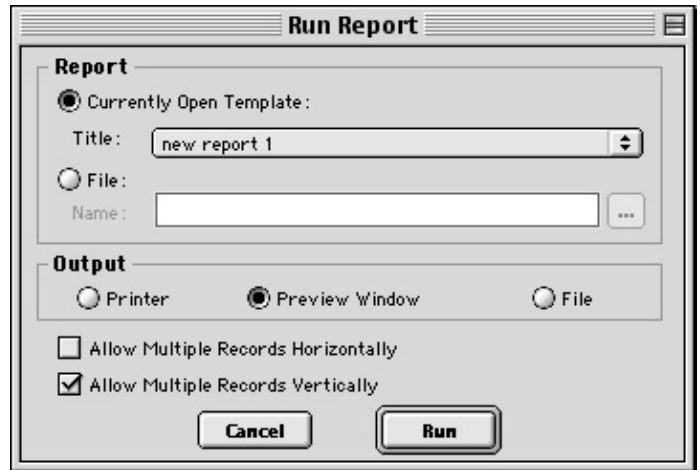 Run Report
Report
Currently Open Template:
Title: new report 1
File:
Name: ...
Output
Printer Preview Window File
Allow Multiple Records Horizontally
Allow Multiple Records Vertically
Cancel Run